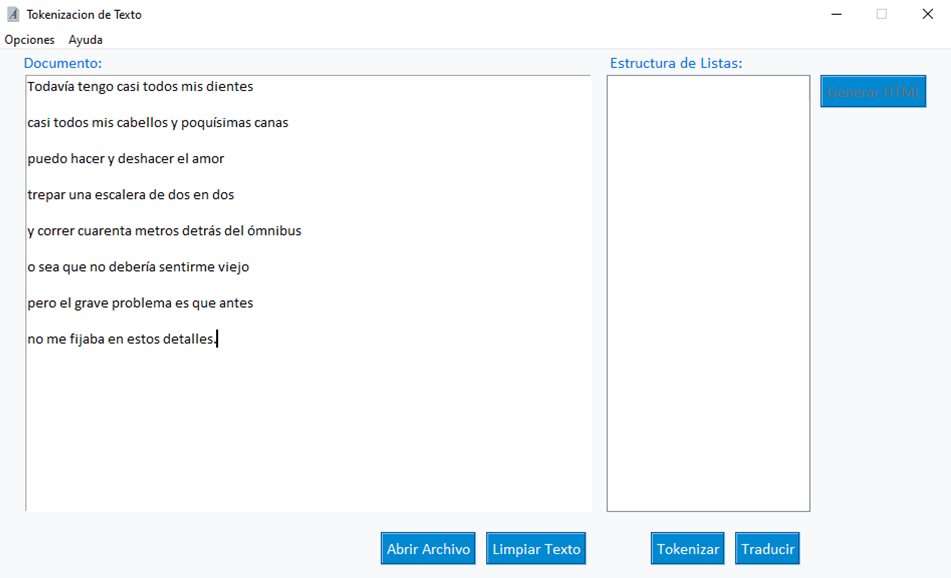 Tokenizacion de Texto
Opciones Ayuda
Documento:
Todavía tengo casi todos mis dientes
casi todos mis cabellos y poquísimas canas
puedo hacer y deshacer el amor
trepar una escalera de dos en dos
y correr cuarenta metros detrás del ómnibus
o sea que no debería sentirme viejo
pero el grave problema es que antes
no me fijaba en estos detalles.
Estructura de Listas:
Generar HTML
Abrir Archivo Limpiar Texto Tokenizar Traducir